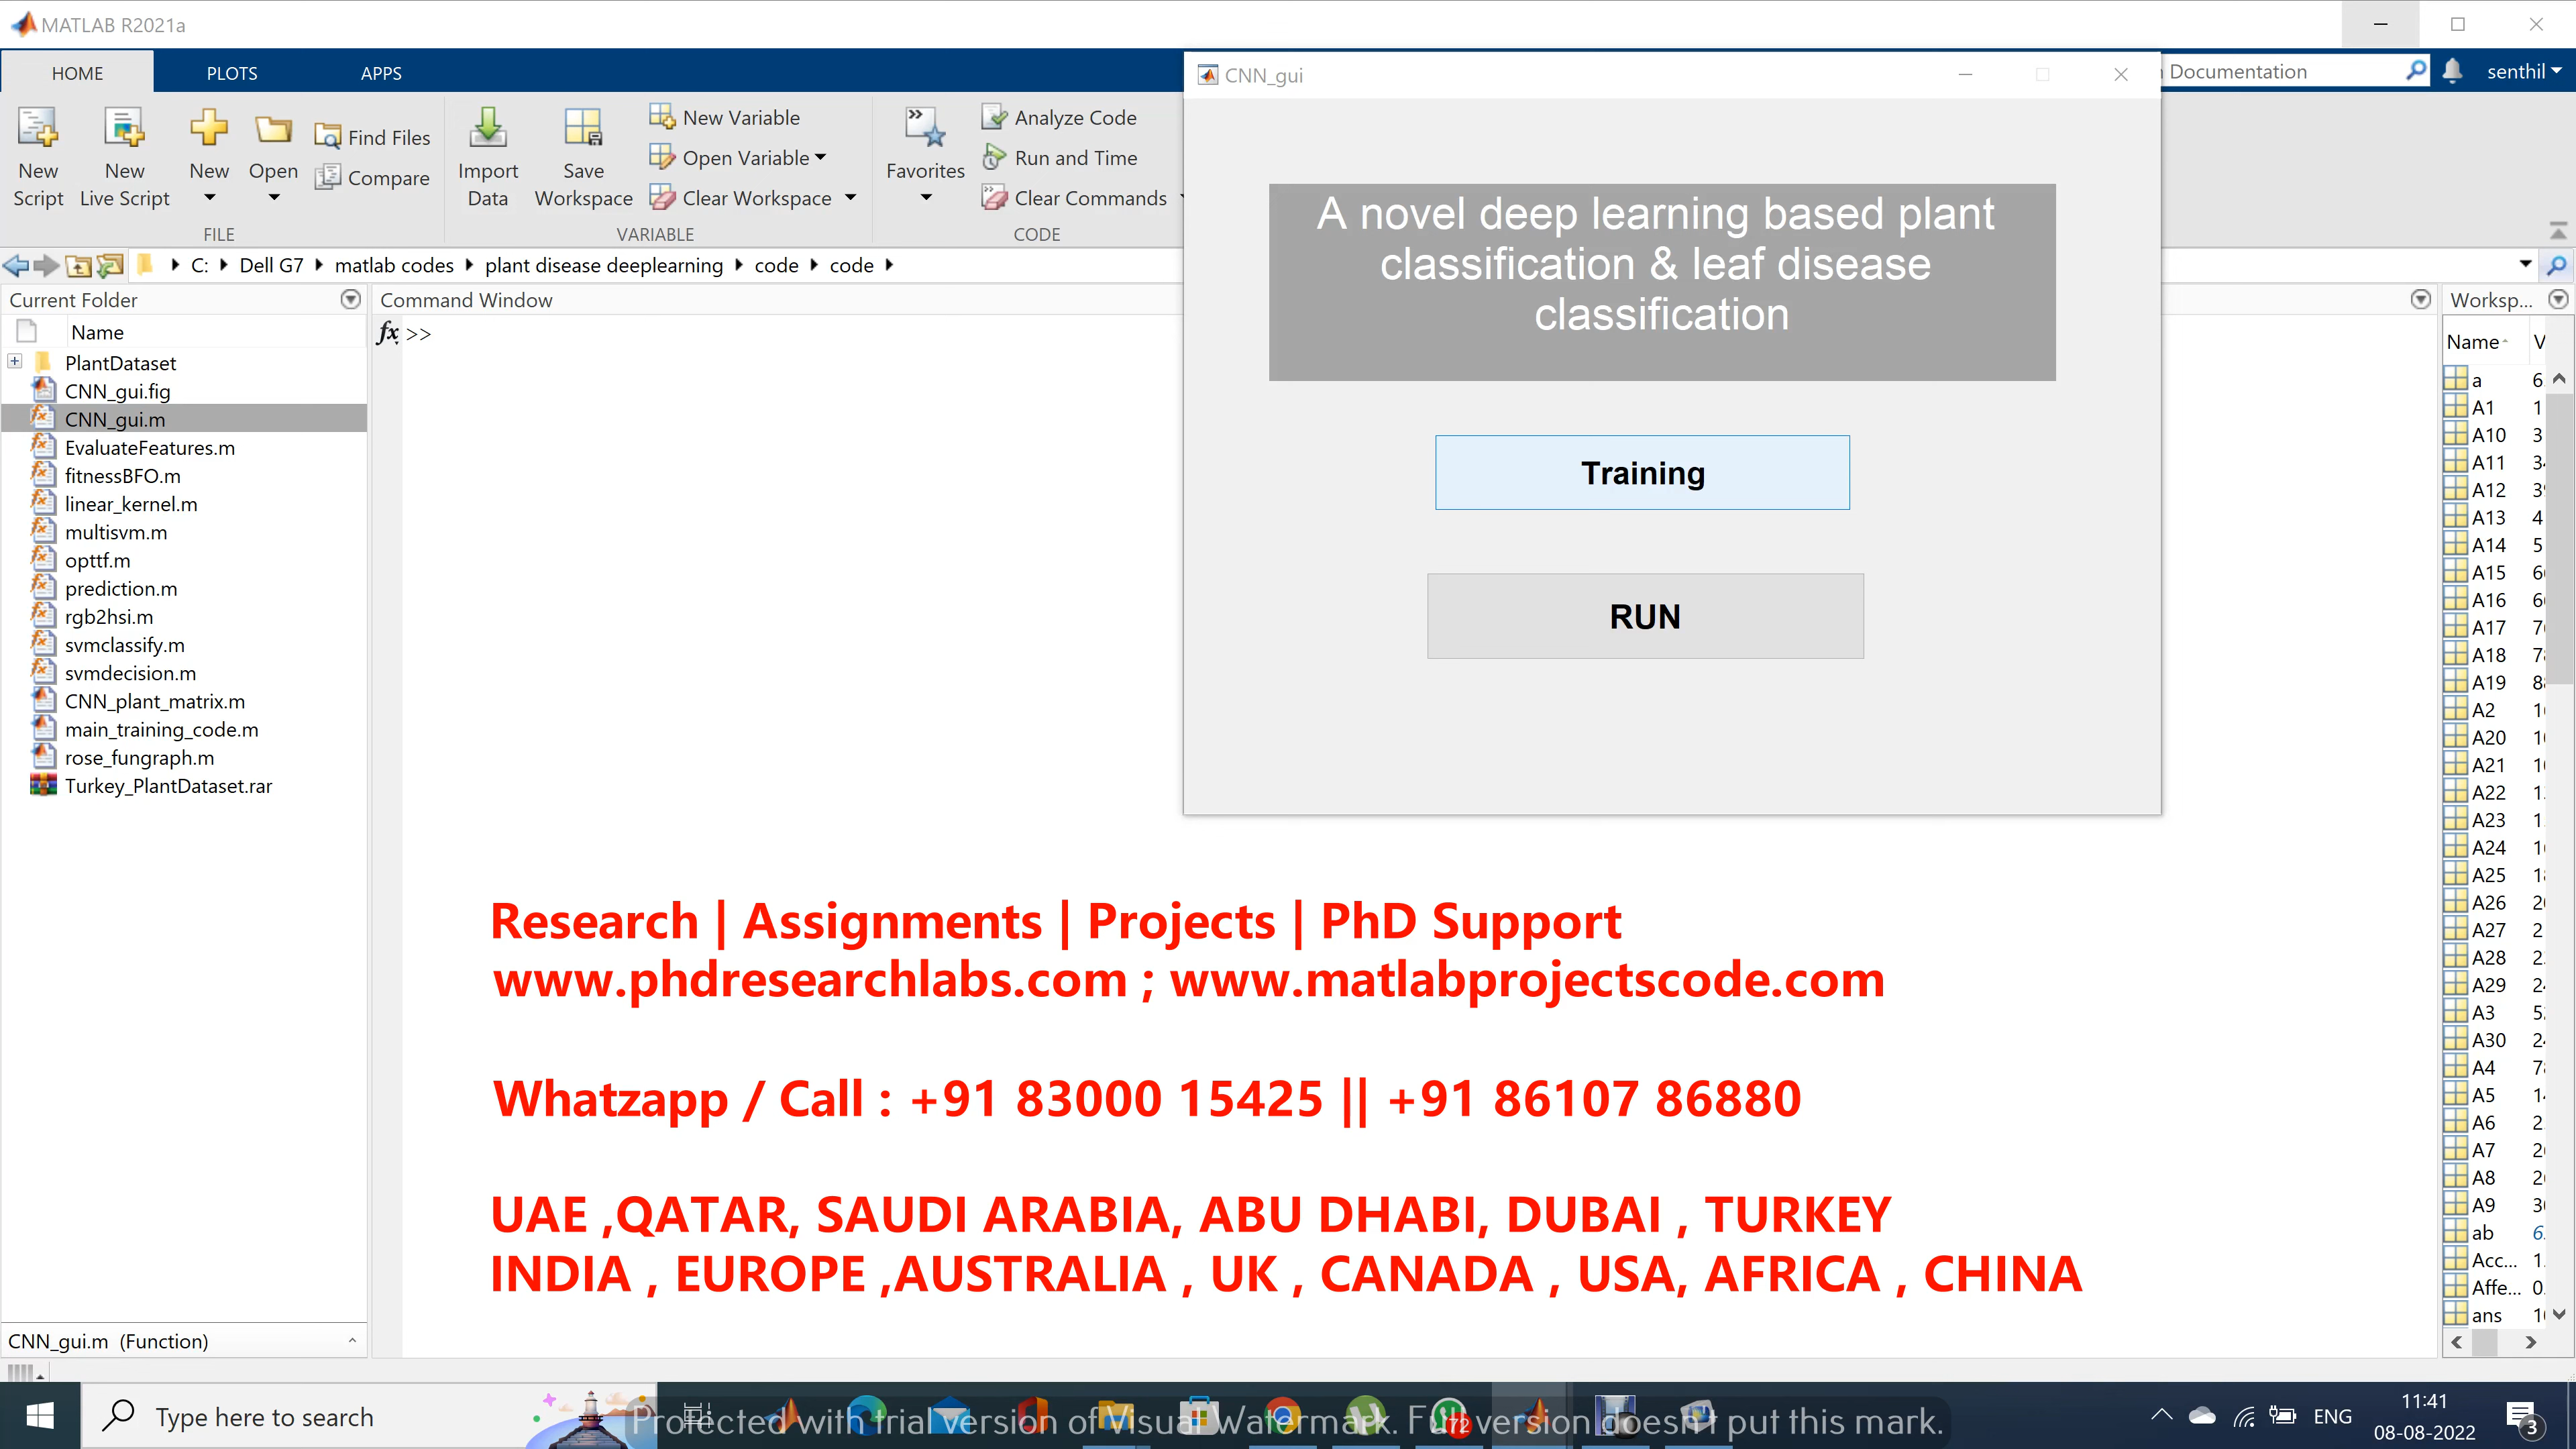 MATLAB R2021a
HOME PLOTS APPS
Documentation
senthil
New Script
New Live Script
New
Open
Find Files
Compare
FILE
Import Data
Save Workspace
New Variable
Open Variable
Clear Workspace
VARIABLE
Favorites
Analyze Code
Run and Time
Clear Commands
CODE
C: Dell G7 matlab codes plant disease deeplearning code code
Current Folder
Name
PlantDataset
CNN_gui.fig
CNN_gui.m
EvaluateFeatures.m
fitnessBFO.m
linear_kernel.m
multisvm.m
opttf.m
prediction.m
rgb2hsi.m
svmclassify.m
svmdecision.m
CNN_plant_matrix.m
main_training_code.m
rose_fungraph.m
Turkey_PlantDataset.rar
CNN_gui.m (Function)
Command Window
fx >>
CNN_gui
A novel deep learning based plant
classification & leaf disease
classification
Training
RUN
Research | Assignments | Projects | PhD Support
www.phdresearchlabs.com ; www.matlabprojectscode.com
Whatzapp / Call : +91 83000 15425 || +91 86107 86880
UAE ,QATAR, SAUDI ARABIA, ABU DHABI, DUBAI , TURKEY
INDIA , EUROPE ,AUSTRALIA , UK , CANADA , USA, AFRICA , CHINA
Worksp...
Name
a
A1
A10
A11
A12
A13
A14
A15
A16
A17
A18
A19
A2
A20
A21
A22
A23
A24
A25
A26
A27
A28
A29
A3
A30
A4
A5
A6
A7
A8
A9
ab
Acc...
Affe...
ans
Type here to search
Protected with trial version of Visual Watermark. Full version doesn't put this mark.
72
ENG
11:41
08-08-2022
3